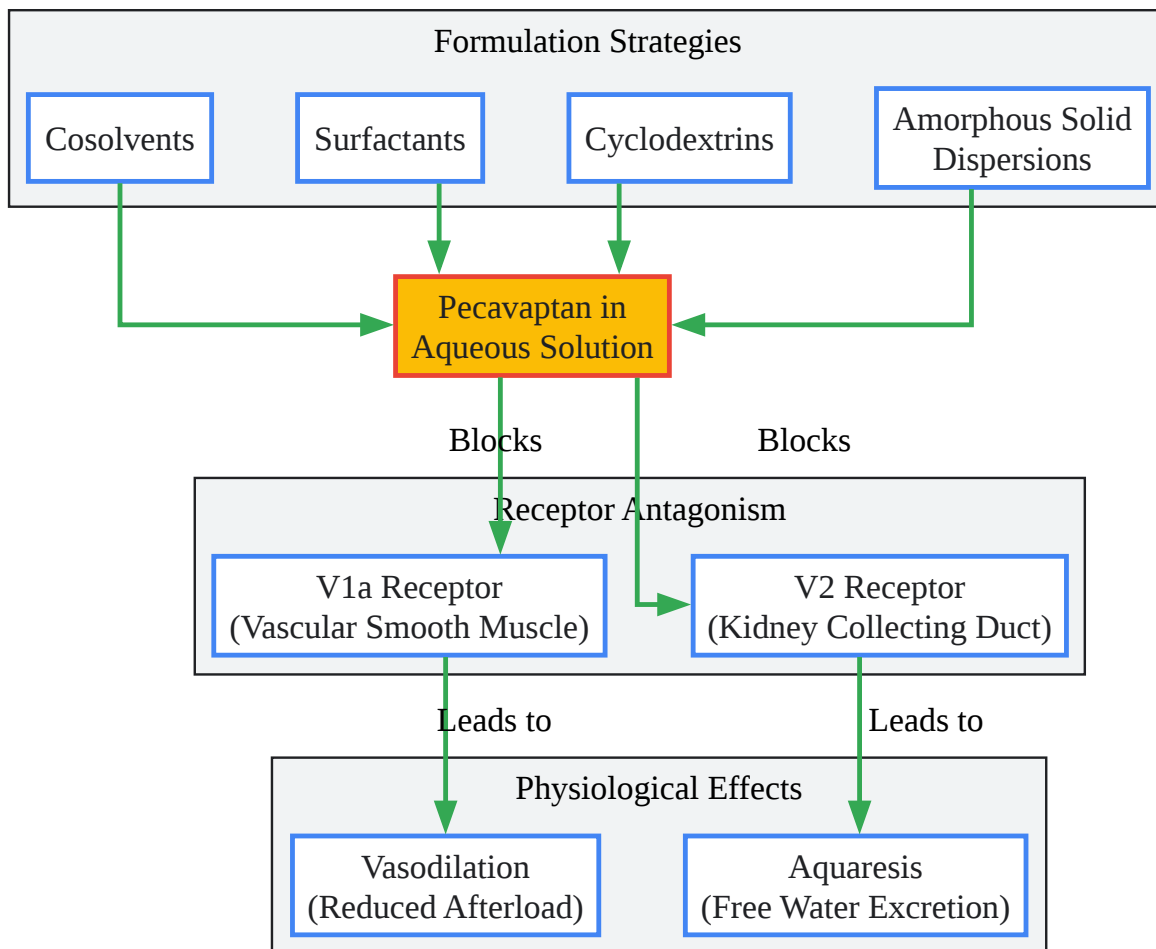 Formulation Strategies
Cosolvents
Surfactants
Cyclodextrins
Amorphous Solid
Dispersions
Pecavaptan in
Aqueous Solution
Blocks
Blocks
Receptor Antagonism
V1a Receptor
(Vascular Smooth Muscle)
V2 Receptor
(Kidney Collecting Duct)
Leads to
Leads to
Physiological Effects
Vasodilation
(Reduced Afterload)
Aquaresis
(Free Water Excretion)